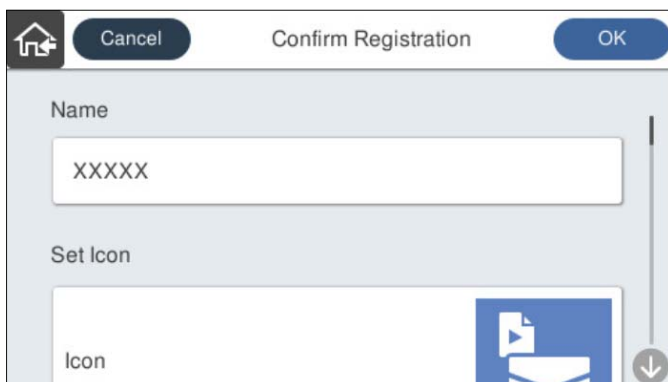 Cancel Confirm Registration OK
Name
XXXXX
Set Icon
Icon